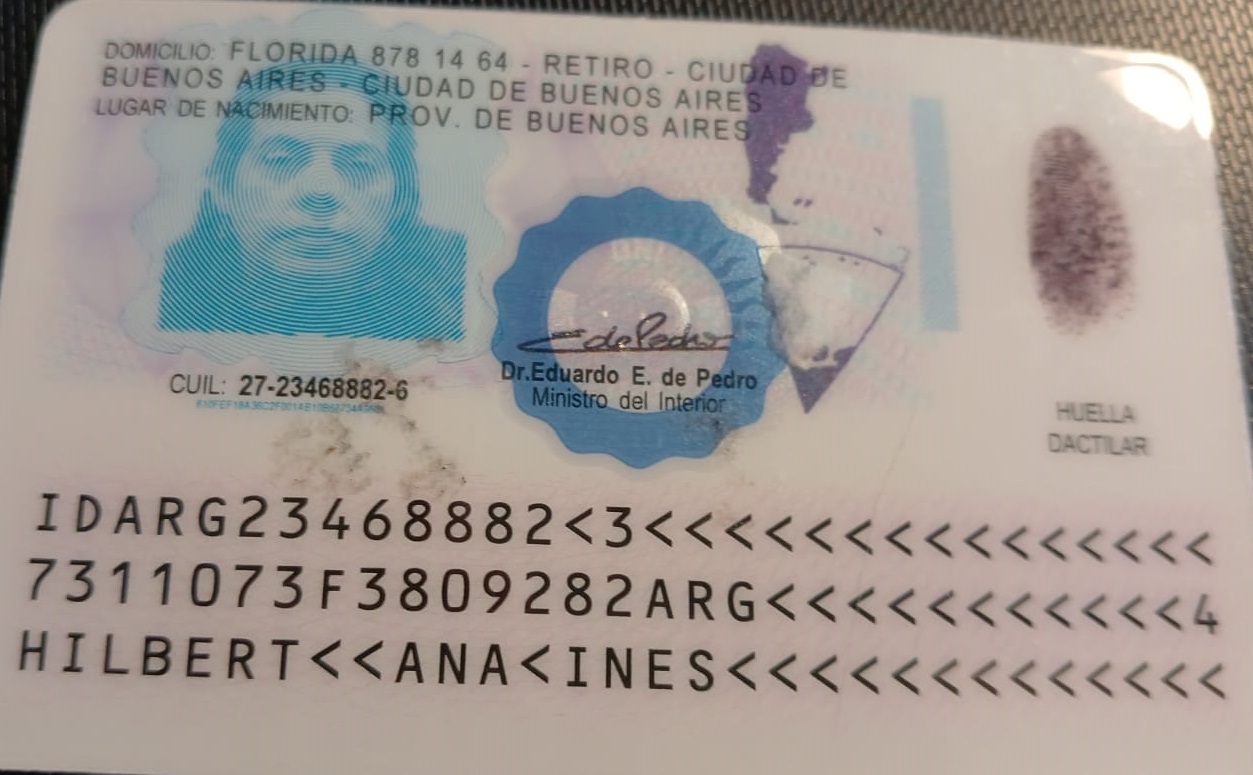 DOMICILIO: FLORIDA 878 14 64 - RETIRO - CIUDAD DE
BUENOS AIRES - CIUDAD DE BUENOS AIRES
LUGAR DE NACIMIENTO: PROV. DE BUENOS AIRES
CUIL: 27-23468882-6
Dr.Eduardo E. de Pedro
Ministro del Interior
HUELLA
DACTILAR
IDARG23468882<3<<<<<<<<<<<<<<<
7311073F3809282ARG<<<<<<<<<<<4
HILBERT<<ANA<INES<<<<<<<<<<<<<